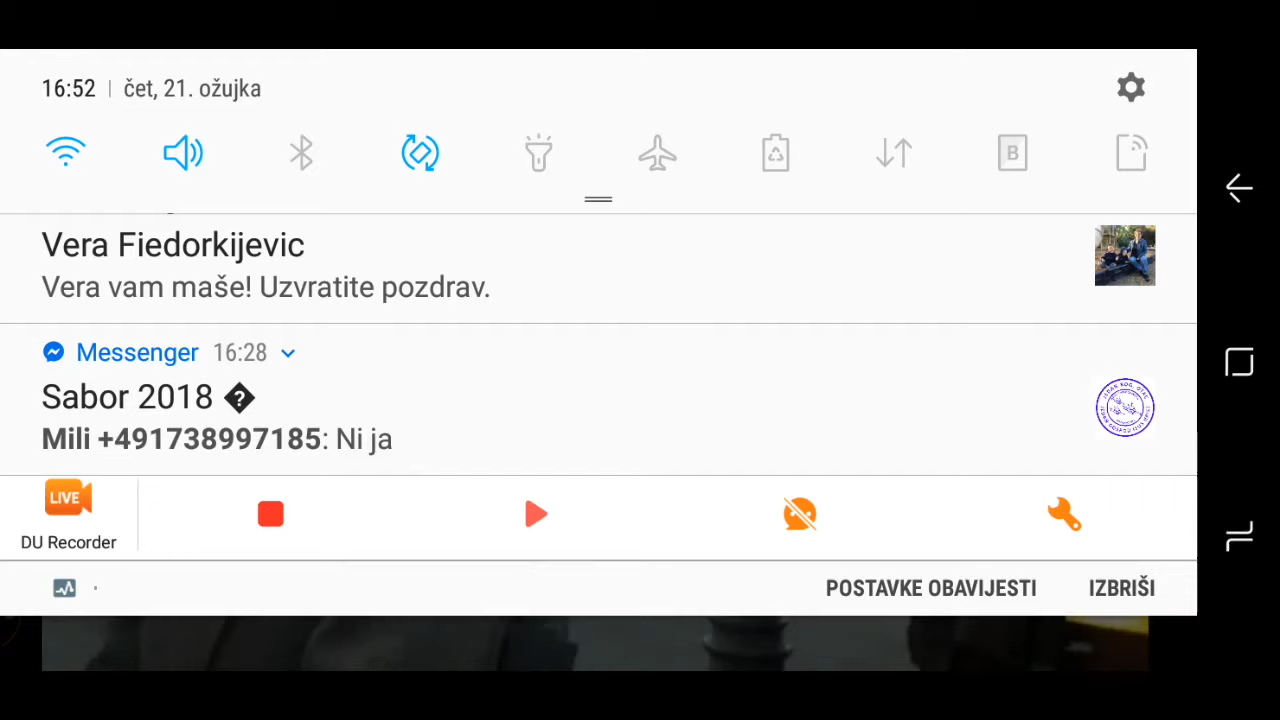 16:52 | čet, 21. ožujka
B
Vera Fiedorkijevic
Vera vam maše! Uzvratite pozdrav.
Messenger 16:28
Sabor 2018 �
Mili +491738997185: Ni ja
LIVE
DU Recorder
POSTAVKE OBAVIJESTI IZBRIŠI